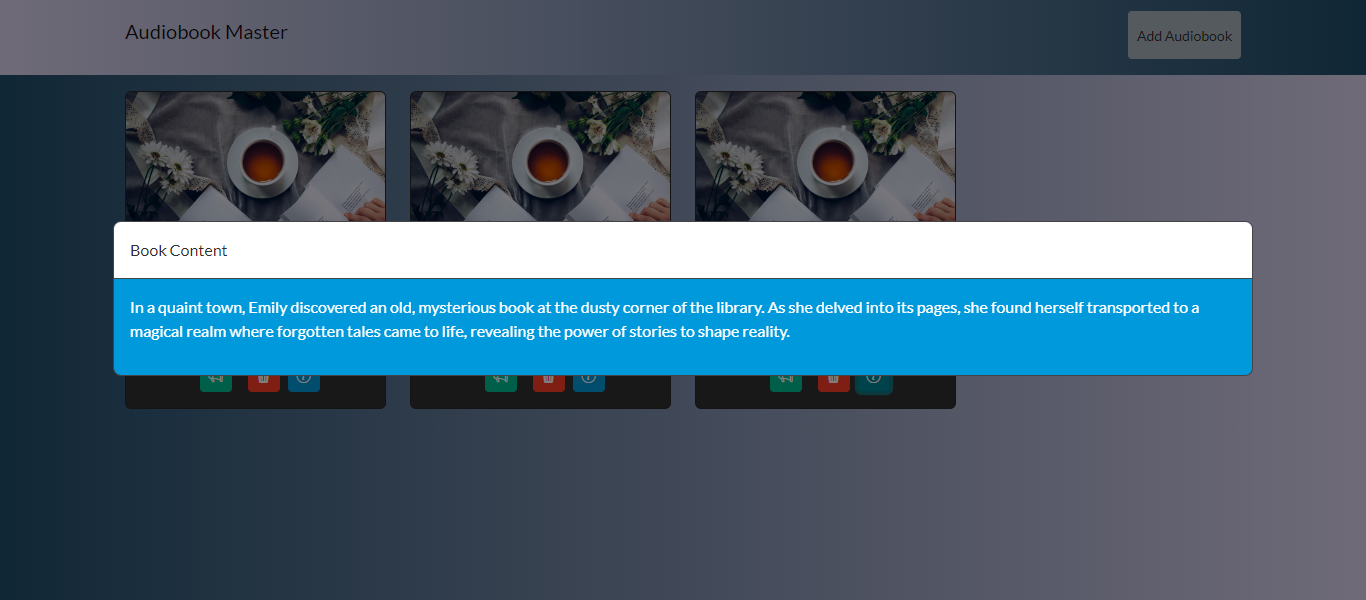 Audiobook Master
Add Audiobook
Book Content
In a quaint town, Emily discovered an old, mysterious book at the dusty corner of the library. As she delved into its pages, she found herself transported to a
magical realm where forgotten tales came to life, revealing the power of stories to shape reality.